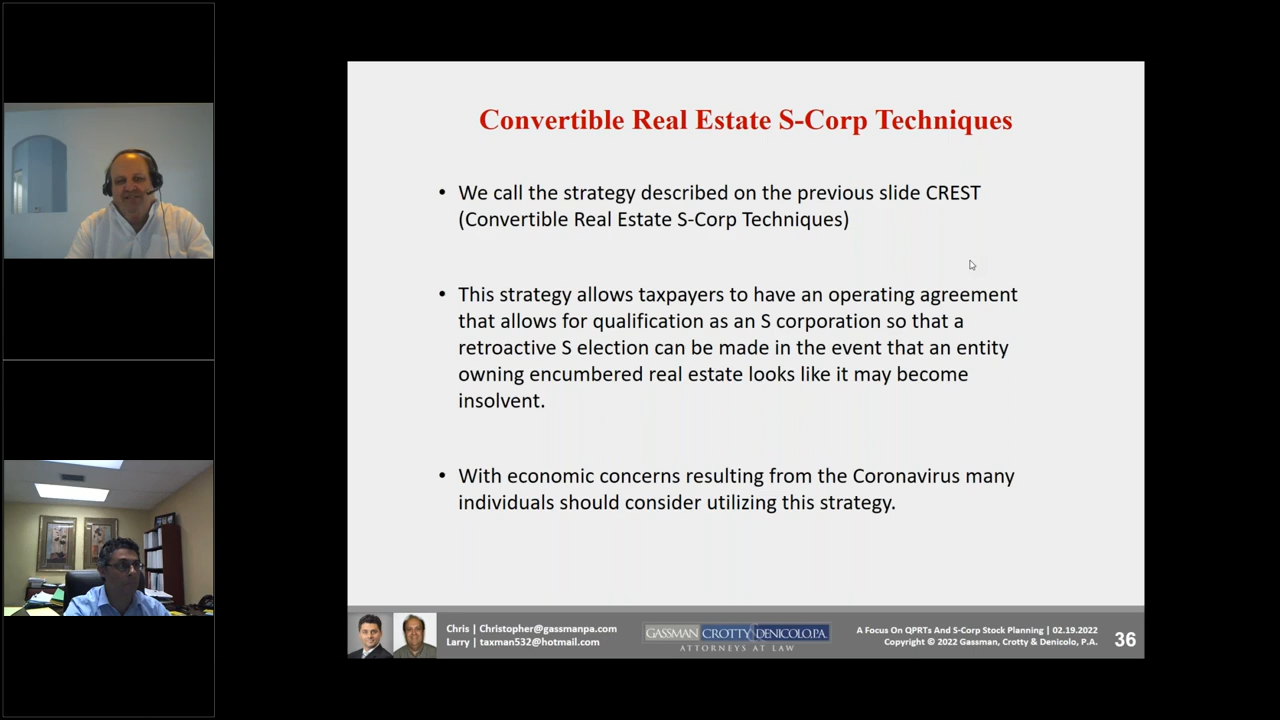 Convertible Real Estate S-Corp Techniques
• We call the strategy described on the previous slide CREST
(Convertible Real Estate S-Corp Techniques)
• This strategy allows taxpayers to have an operating agreement
that allows for qualification as an S corporation so that a
retroactive S election can be made in the event that an entity
owning encumbered real estate looks like it may become
insolvent.
• With economic concerns resulting from the Coronavirus many
individuals should consider utilizing this strategy.
Chris | Christopher@gassmanpa.com
Larry | taxman532@hotmail.com
GASSMAN CROTTY DENICOLO, P.A.
ATTORNEYS AT LAW
A Focus On QPRTs And S-Corp Stock Planning | 02.19.2022
Copyright © 2022 Gassman, Crotty & Denicolo, P.A.
36